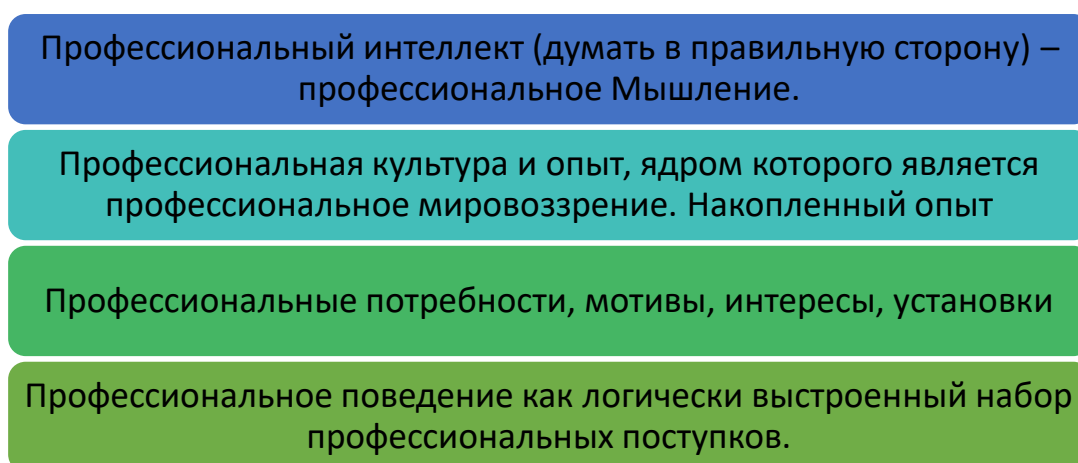 Профессиональный интеллект (думать в правильную сторону) –
профессиональное Мышление.
Профессиональная культура и опыт, ядром которого является
профессиональное мировоззрение. Накопленный опыт
Профессиональные потребности, мотивы, интересы, установки
Профессиональное поведение как логически выстроенный набор
профессиональных поступков.